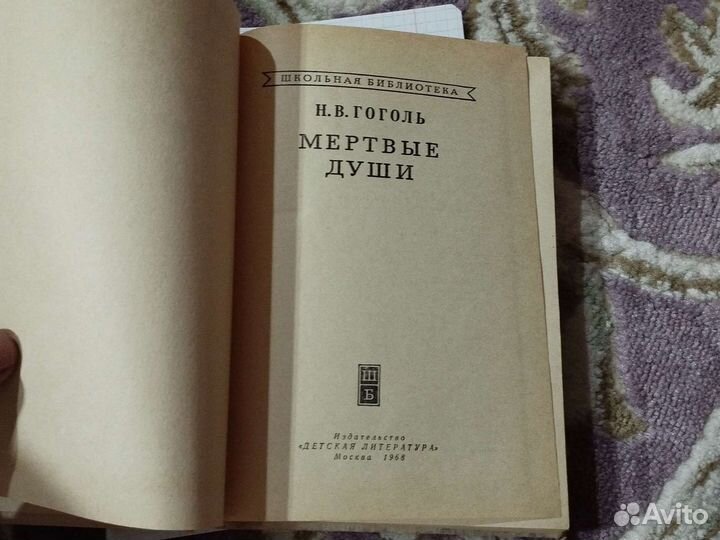 ШКОЛЬНАЯ БИБЛИОТЕКА
Н.В.ГОГОЛЬ
МЕРТВЫЕ
ДУШИ
Ш
Б
Издательство
«ДЕТСКАЯ ЛИТЕРАТУРА»
Москва 1968
Avito